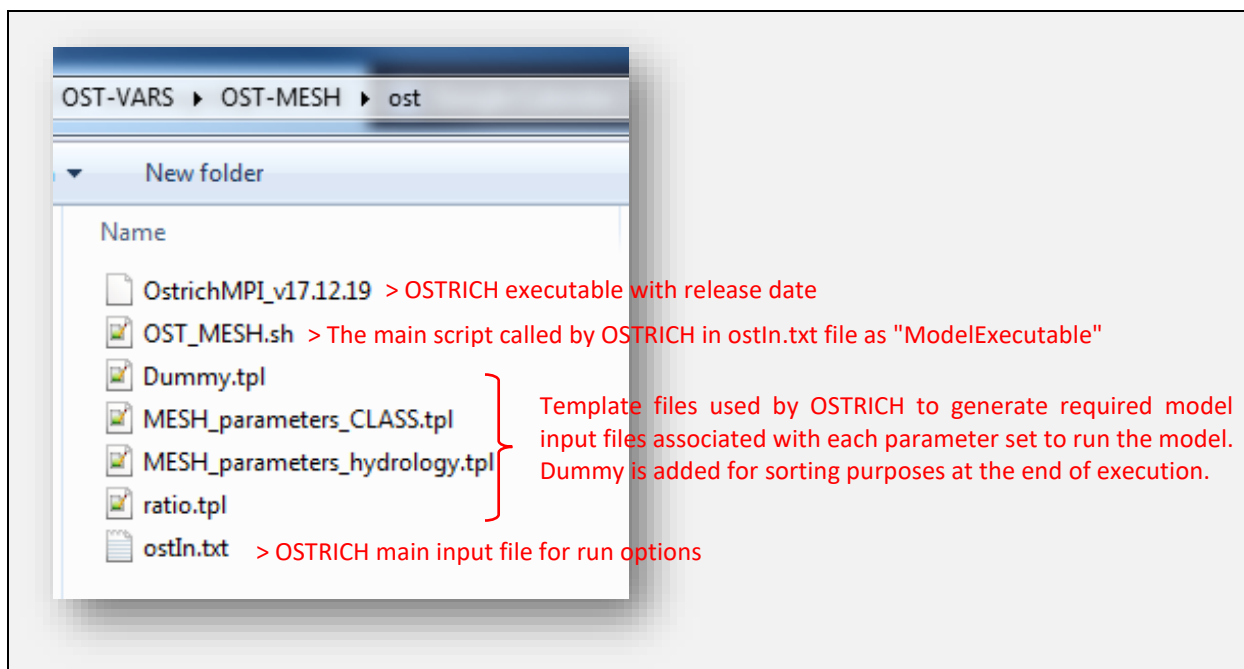 OST-VARS ▸ OST-MESH ▸ ost
New folder
Name
OstrichMPI_v17.12.19 > OSTRICH executable with release date
OST_MESH.sh > The main script called by OSTRICH in ostIn.txt file as "ModelExecutable"
Dummy.tpl
MESH_parameters_CLASS.tpl
MESH_parameters_hydrology.tpl
ratio.tpl
Template files used by OSTRICH to generate required model
input files associated with each parameter set to run the model.
Dummy is added for sorting purposes at the end of execution.
ostIn.txt > OSTRICH main input file for run options